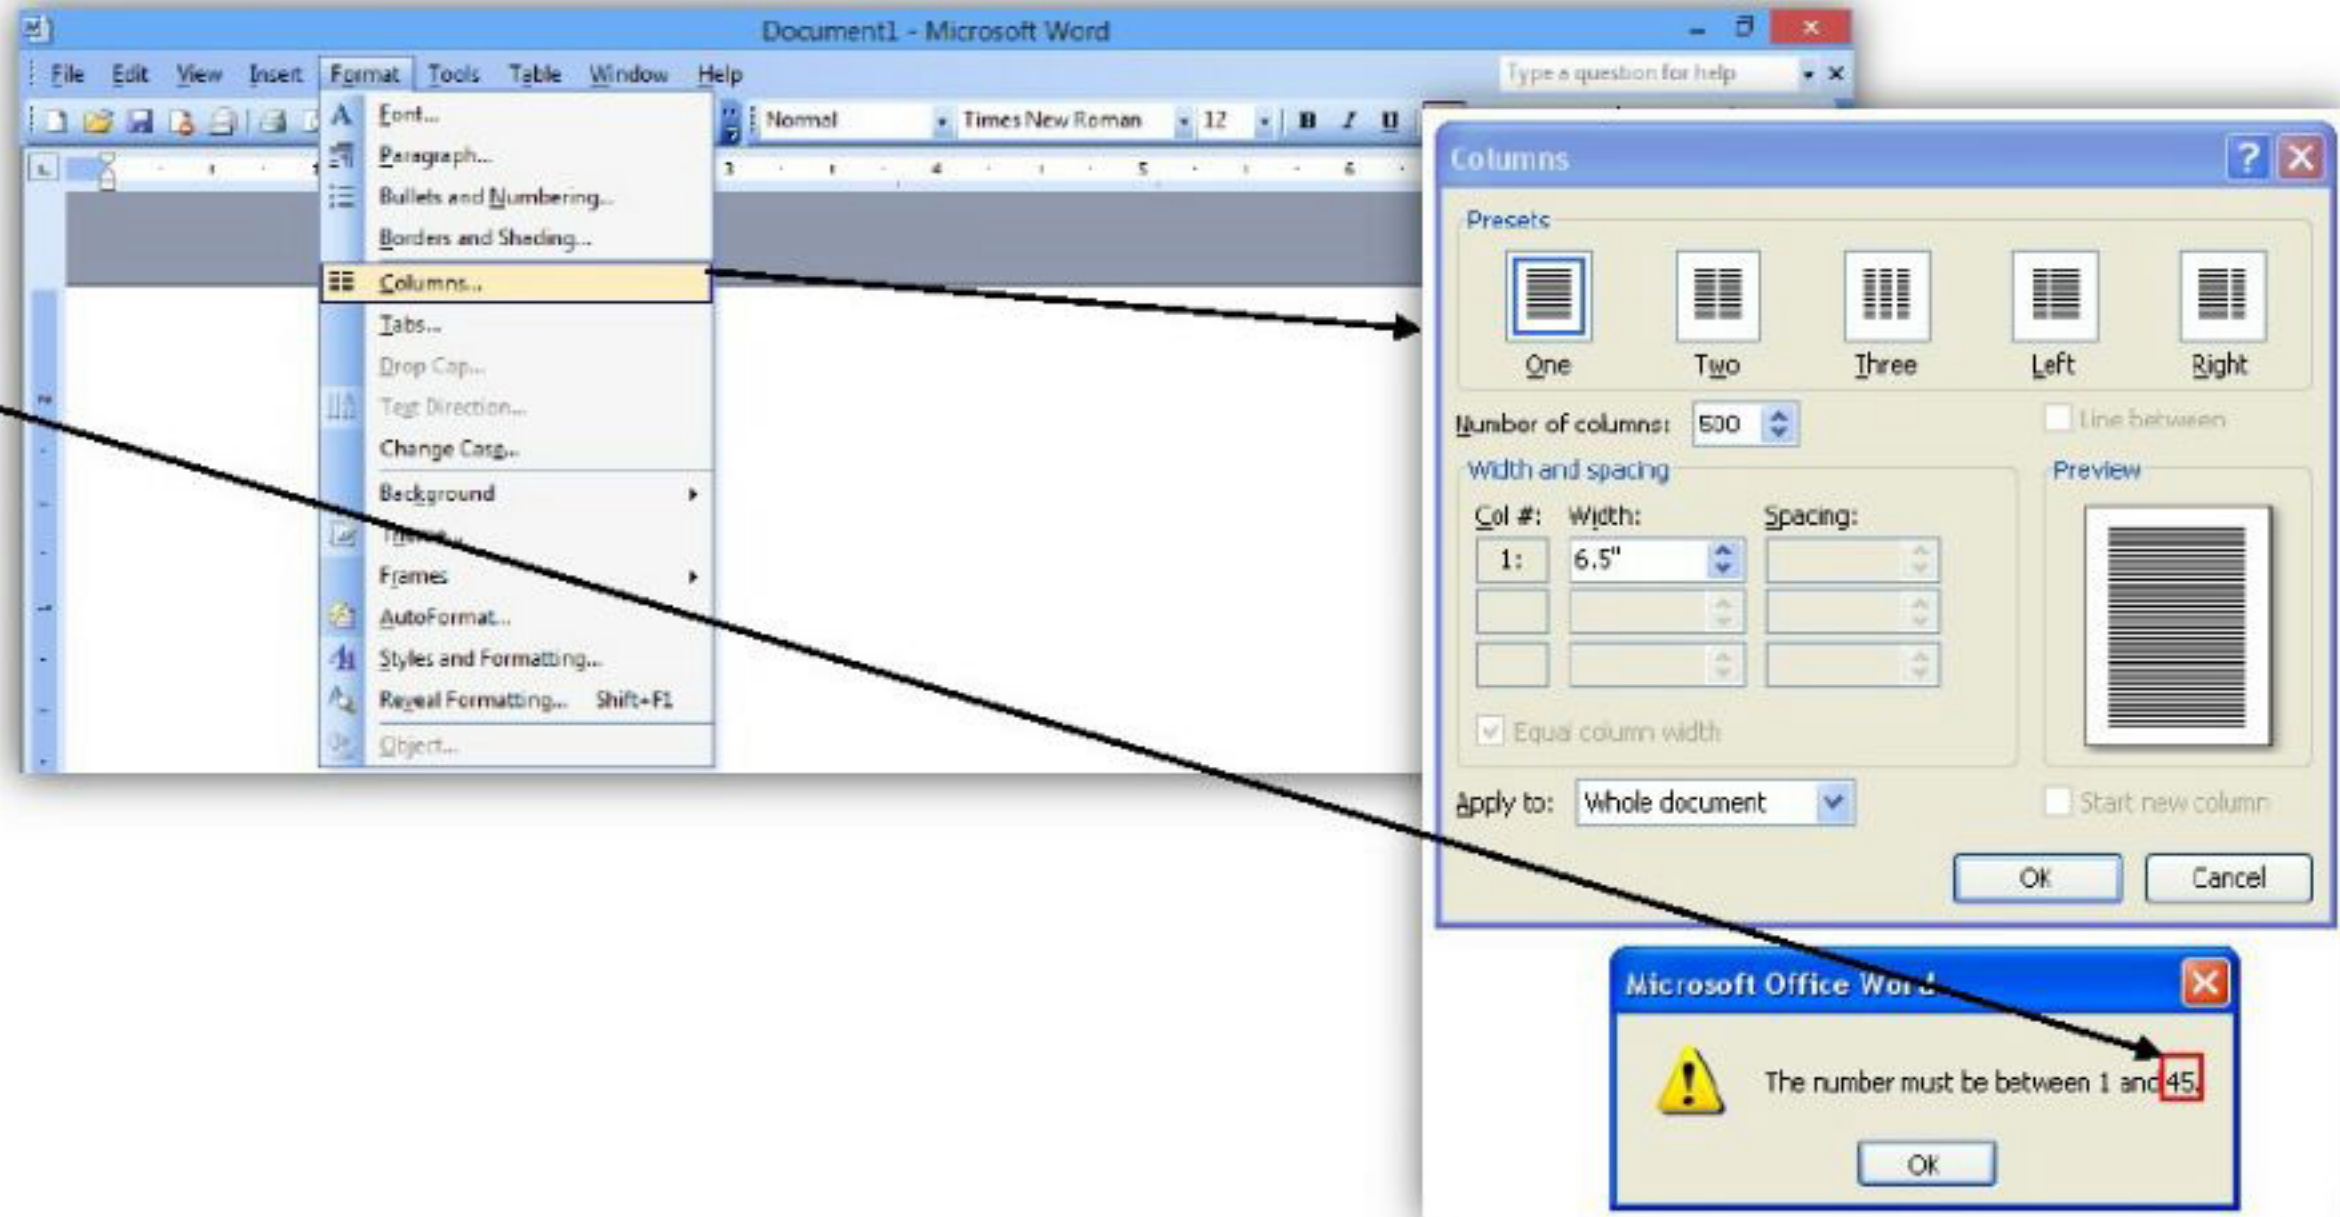 Document1 - Microsoft Word
File Edit View Insert Format Tools Table Window Help
Type a question for help
Normal Times New Roman 12 B I U
3 4 5 6
Font...
Paragraph...
Bullets and Numbering...
Borders and Shading...
Columns...
Tabs...
Drop Cap...
Text Direction...
Change Case...
Background
Frames
AutoFormat...
Styles and Formatting...
Reveal Formatting... Shift+F1
Object...
Columns
Presets
One Two Three Left Right
Number of columns: 500 Line between
Width and spacing Preview
Col #: Width: Spacing:
1: 6.5"
Equal column width
Apply to: Whole document Start new column
OK Cancel
Microsoft Office Word
The number must be between 1 and 45.
OK